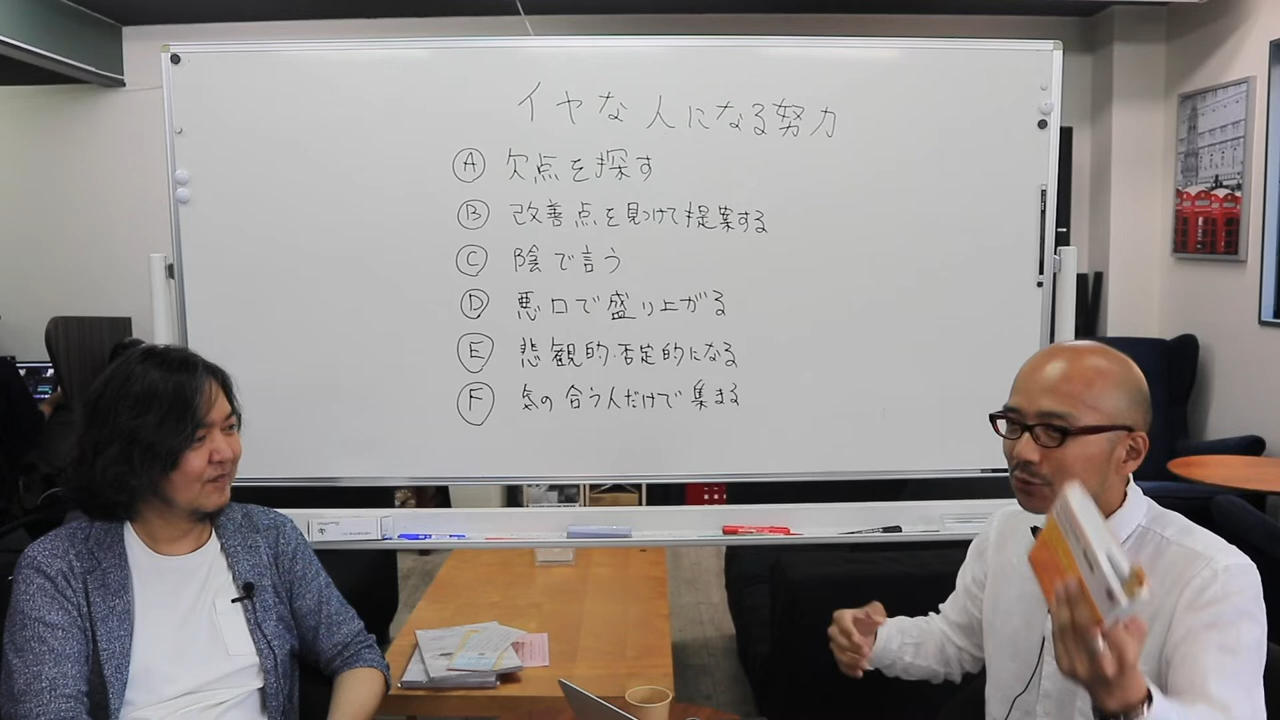 イヤな人になる努力
Ⓐ 欠点を探す
Ⓑ 改善点を見つけて提案する
Ⓒ 陰で言う
Ⓓ 悪口で盛り上がる
Ⓔ 悲観的・否定的になる
Ⓕ 気の合う人だけで集まる